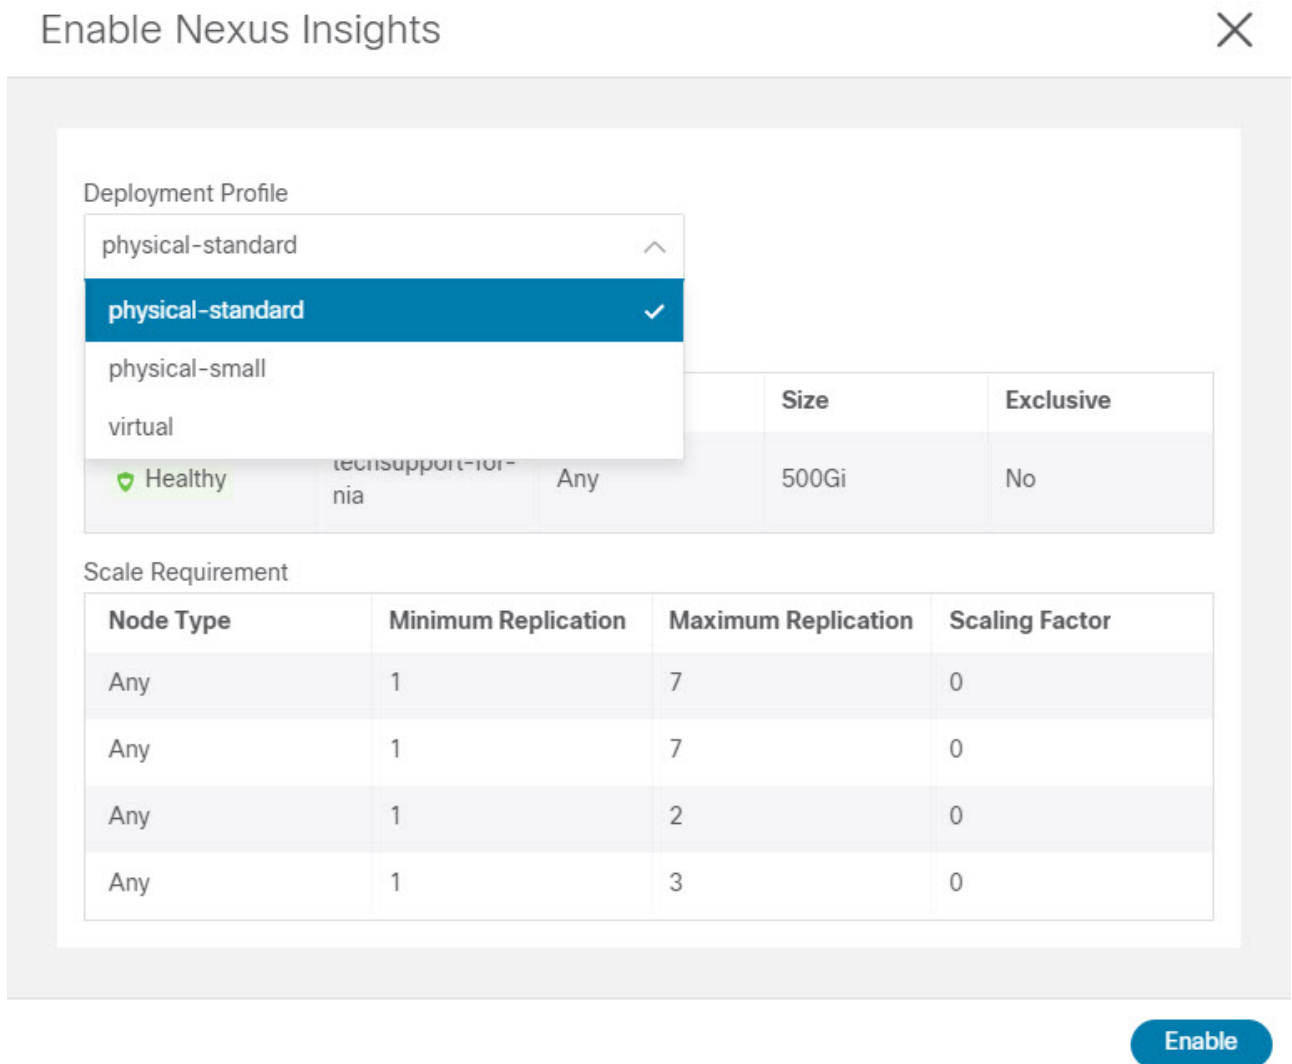 Enable Nexus Insights
Deployment Profile
physical-standard
physical-standard
physical-small
virtual
Size Exclusive
Healthy techsupport-for-nia Any 500Gi No
Scale Requirement
Node Type Minimum Replication Maximum Replication Scaling Factor
Any 1 7 0
Any 1 7 0
Any 1 2 0
Any 1 3 0
Enable